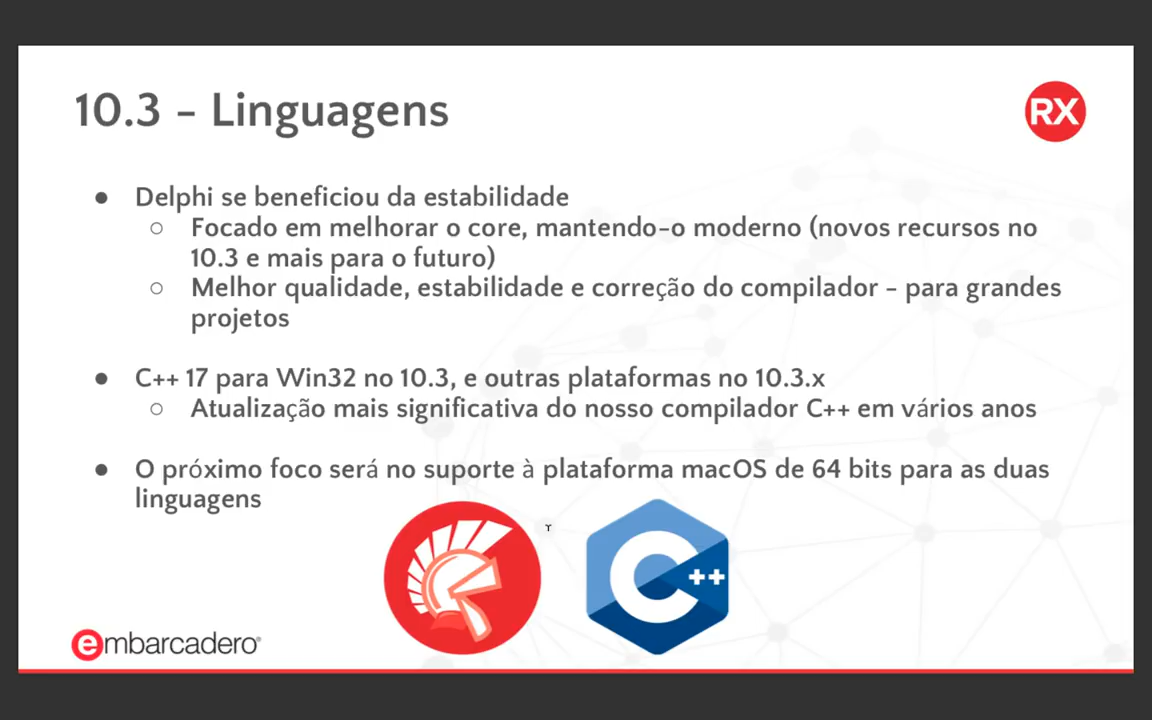 10.3 – Linguagens
RX
● Delphi se beneficiou da estabilidade
○ Focado em melhorar o core, mantendo-o moderno (novos recursos no
10.3 e mais para o futuro)
○ Melhor qualidade, estabilidade e correção do compilador – para grandes
projetos
● C++ 17 para Win32 no 10.3, e outras plataformas no 10.3.x
○ Atualização mais significativa do nosso compilador C++ em vários anos
● O próximo foco será no suporte à plataforma macOS de 64 bits para as duas
linguagens
C++
embarcadero®